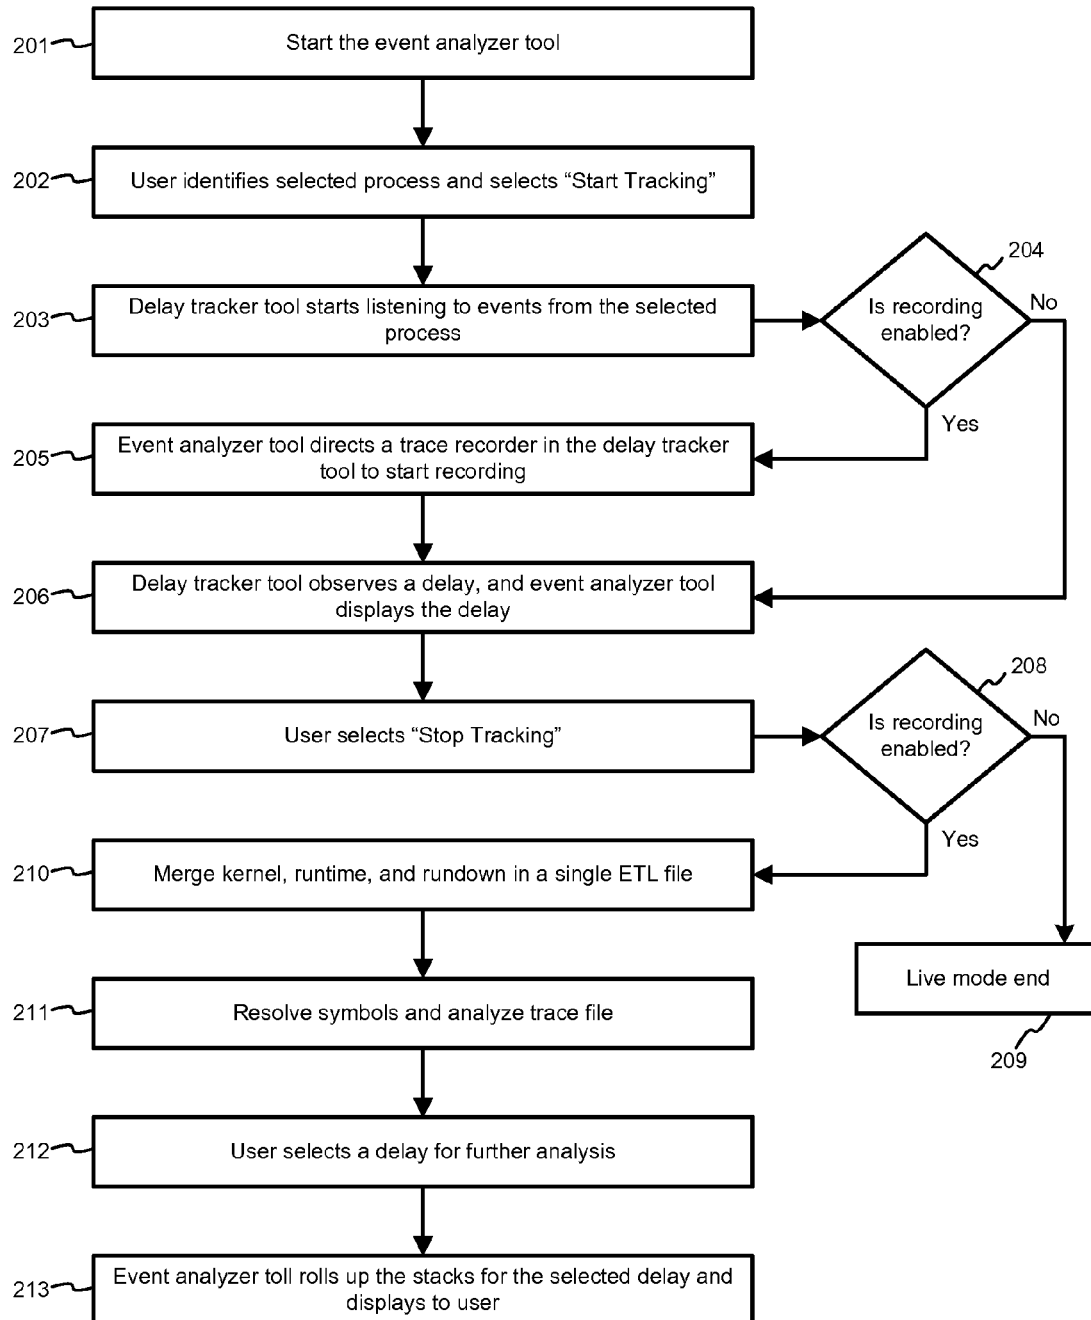 201
Start the event analyzer tool
202
User identifies selected process and selects “Start Tracking”
203
Delay tracker tool starts listening to events from the selected
process
204
Is recording
enabled?
No
Yes
205
Event analyzer tool directs a trace recorder in the delay tracker
tool to start recording
206
Delay tracker tool observes a delay, and event analyzer tool
displays the delay
207
User selects “Stop Tracking”
208
Is recording
enabled?
No
Yes
210
Merge kernel, runtime, and rundown in a single ETL file
Live mode end
209
211
Resolve symbols and analyze trace file
212
User selects a delay for further analysis
213
Event analyzer toll rolls up the stacks for the selected delay and
displays to user